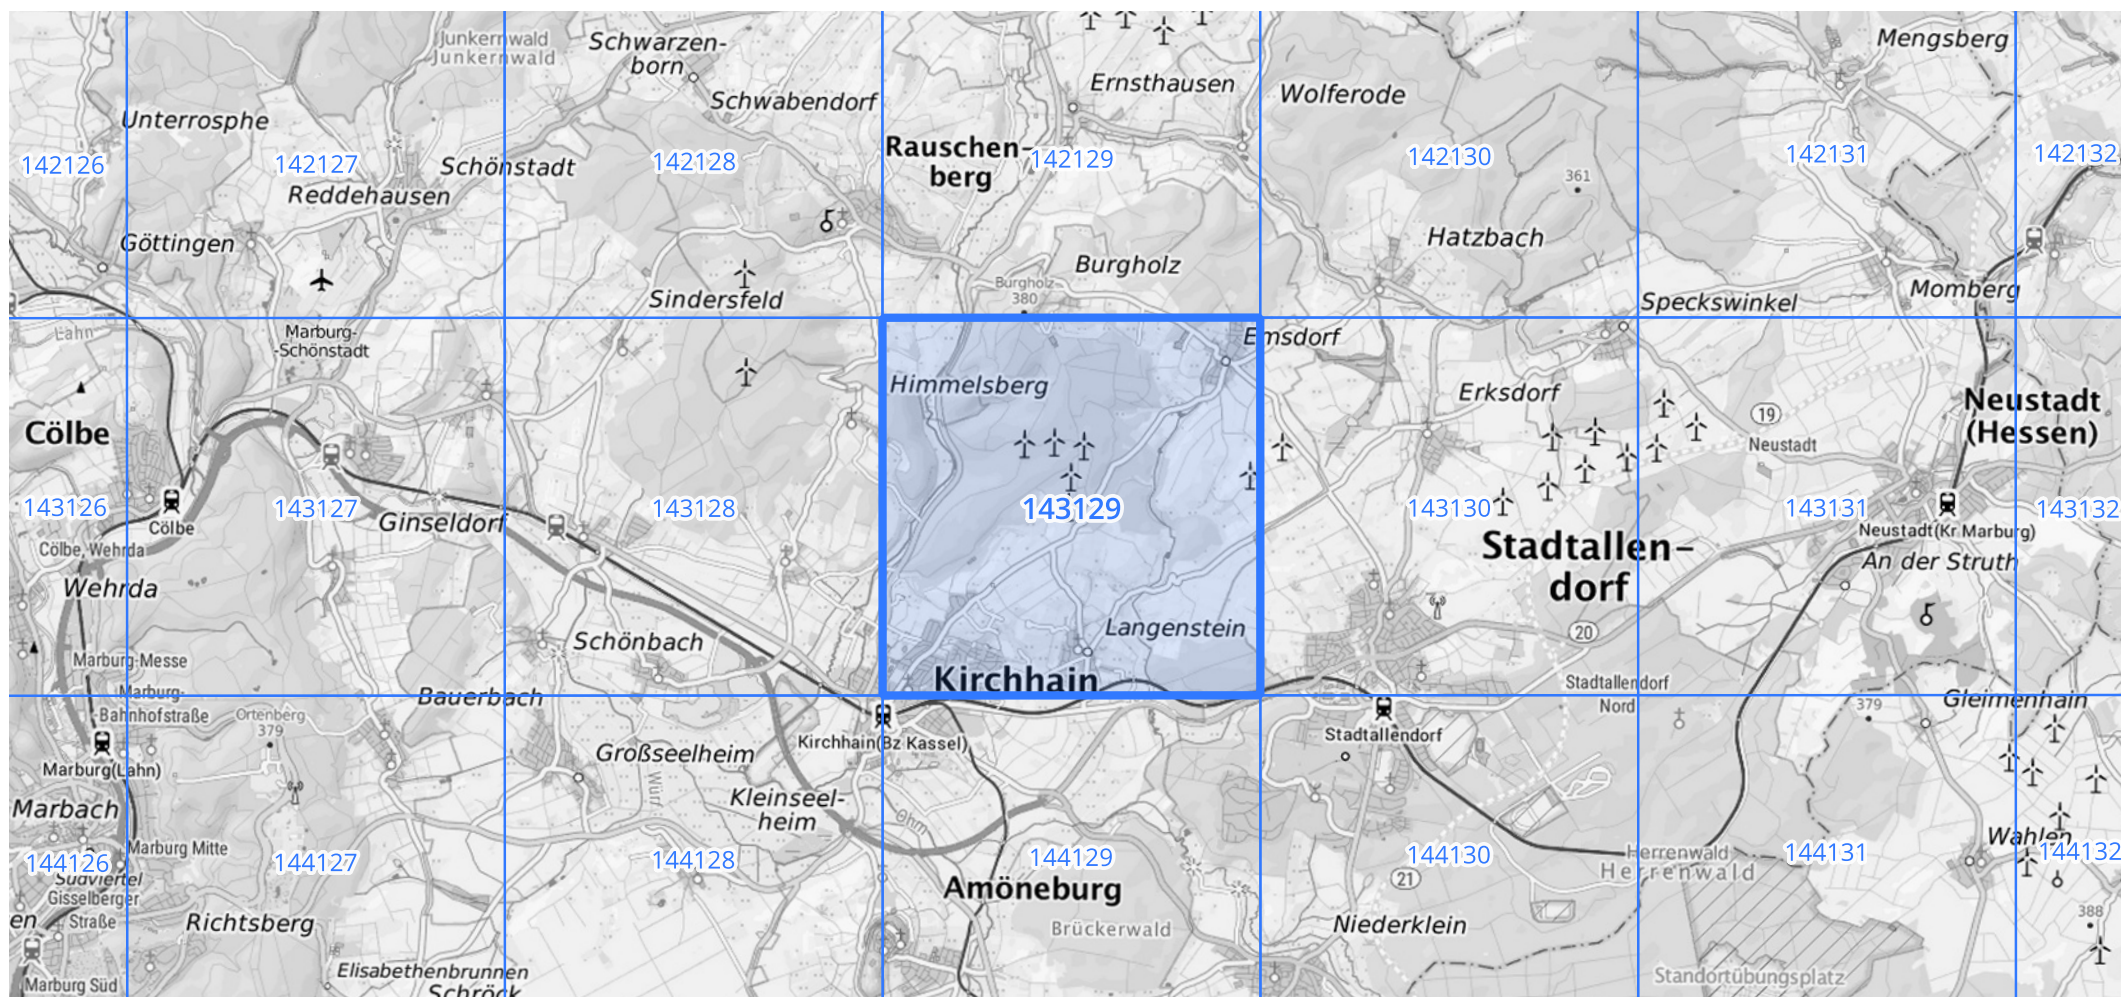 Junkernwald
Junkernwald
Schwarzen-
born
Mengsberg
Ernsthausen
Wolferode
Schwabendorf
Unterrosphe
Rauschen-
berg
142126
142127
142128
142129
142130
142131
142132
Schönstadt
Reddehausen
361
Göttingen
Hatzbach
Burgholz
Burgholz
380
Sindersfeld
Momberg
Speckswinkel
Lahn
Marburg-
-Schönstadt
Emsdorf
Himmelsberg
Erksdorf
Neustadt
(Hessen)
19
Neustadt
Cölbe
143126
143127
143128
143129
143130
143131
143132
Cölbe
Ginseldorf
Neustadt(Kr Marburg)
Cölbe, Wehrda
Stadtallen-
dorf
An der Struth
Wehrda
Langenstein
20
Schönbach
Marburg-Messe
Kirchhain
Stadtallendorf
Nord
Marburg-
Bahnhofstraße
Bauerbach
Gleimenhain
379
Ortenberg
379
Kirchhain(Bz Kassel)
Stadtallendorf
Großseelheim
Marburg(Lahn)
Wurf
Kleinseel-
heim
Ohm
Marbach
Wahlen
Marburg Mitte
144126
144127
144128
144129
144130
144131
144132
Herrenwald
Herrenwald
Südviertel
Gisselberger
Straße
21
Amöneburg
388
en
Richtsberg
Brückerwald
Niederklein
Elisabethenbrunnen
Schröck
Standortübungsplatz
Marburg Süd